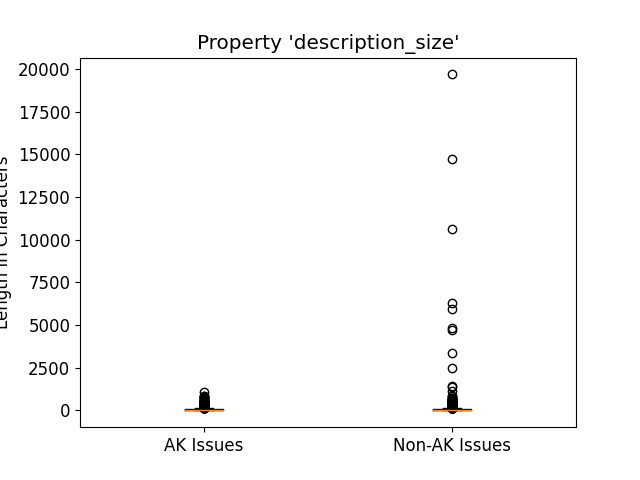 Property 'description_size'
Length in Characters
20000
17500
15000
12500
10000
7500
5000
2500
0
AK Issues
Non-AK Issues